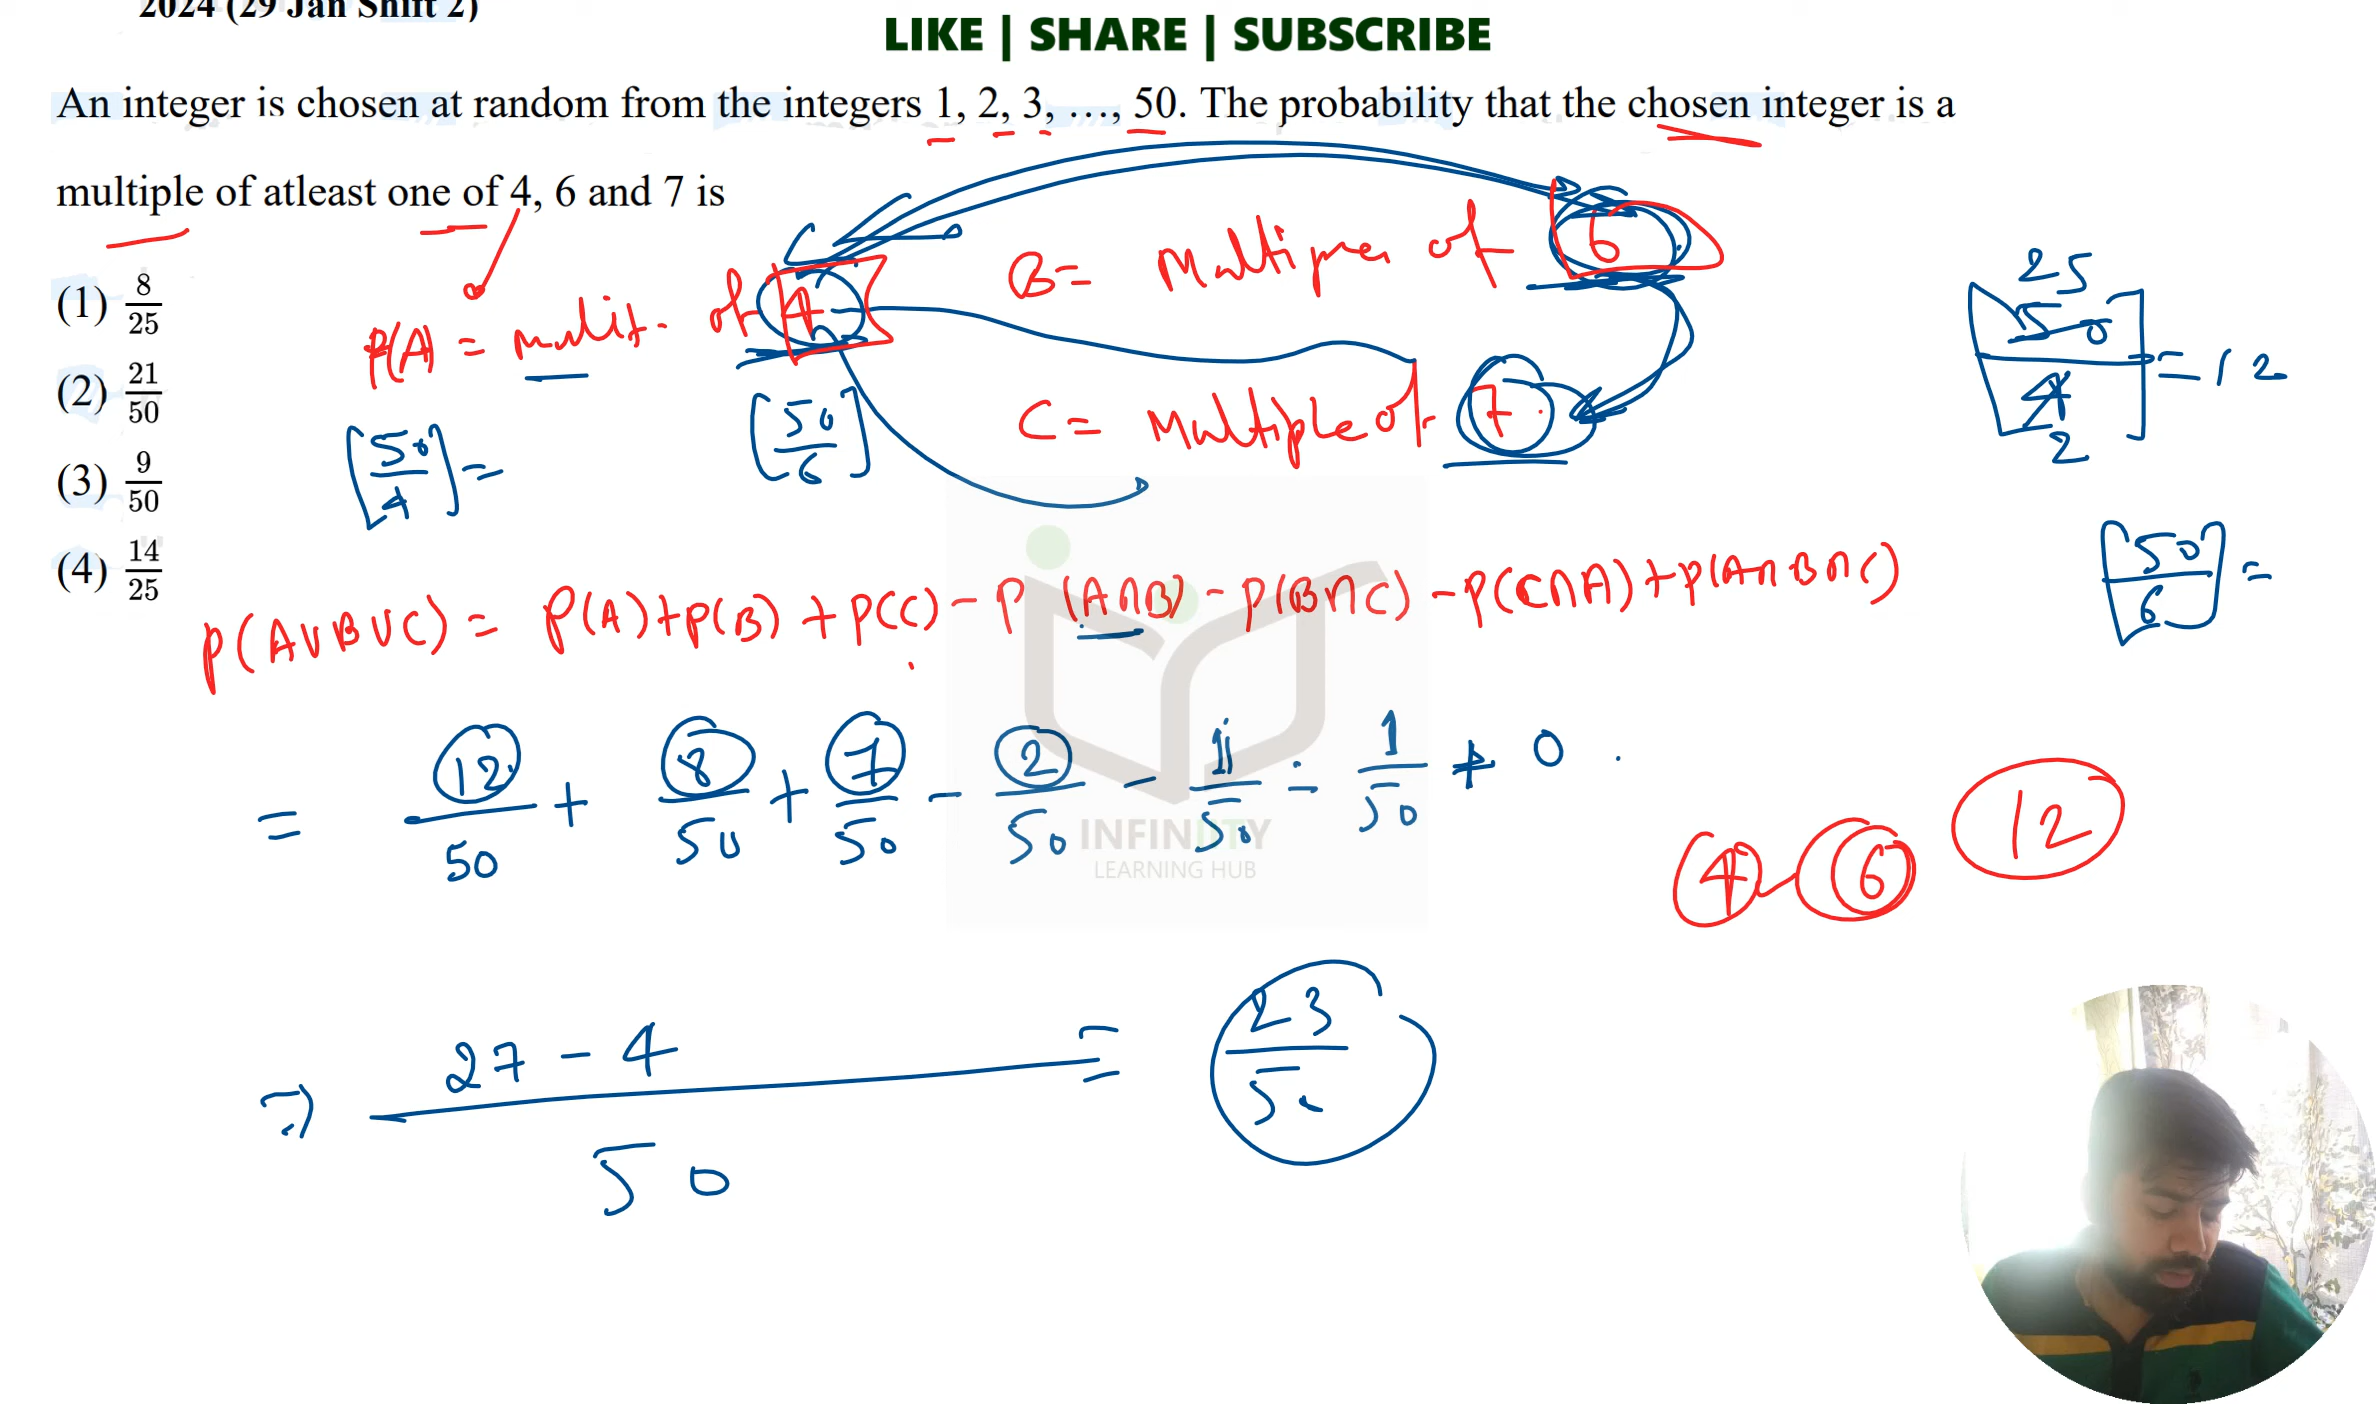 2024 (29 Jan Shift 2)
LIKE | SHARE | SUBSCRIBE
An integer is chosen at random from the integers 1, 2, 3, …, 50. The probability that the chosen integer is a
multiple of atleast one of 4, 6 and 7 is
(1) 8/25
(2) 21/50
(3) 9/50
(4) 14/25
P(A) = mulit. of 4
B = Multiples of 6
C = Multiple of 7
[50/4] =
[50/6]
25
[50/4] = 12
2
[50/6] =
P(A∪B∪C) = P(A)+P(B)+P(C)-P(A∩B)-P(B∩C)-P(C∩A)+P(A∩B∩C)
= 12/50 + 8/50 + 7/50 - 2/50 - 1/50 - 1/50 + 0
4 6 12
INFINITY
LEARNING HUB
⇒ 27-4/50 = 23/50